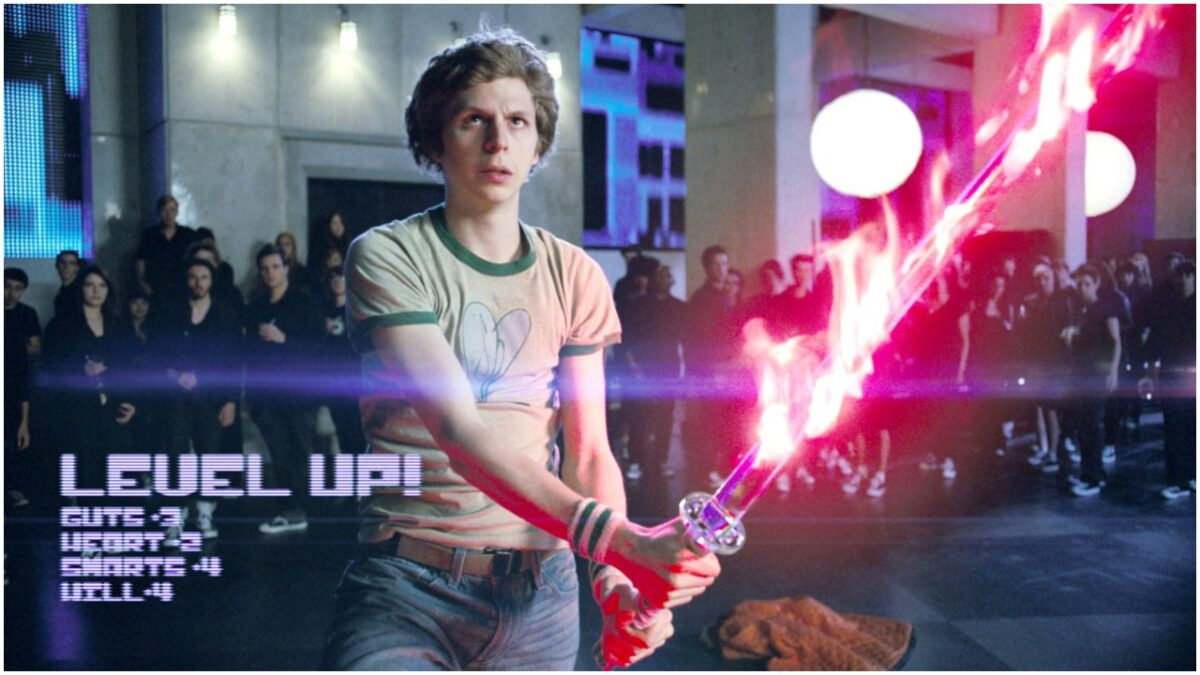 LEVEL UP!
GUTS +3
HEART +2
SMARTS +4
WILL +4